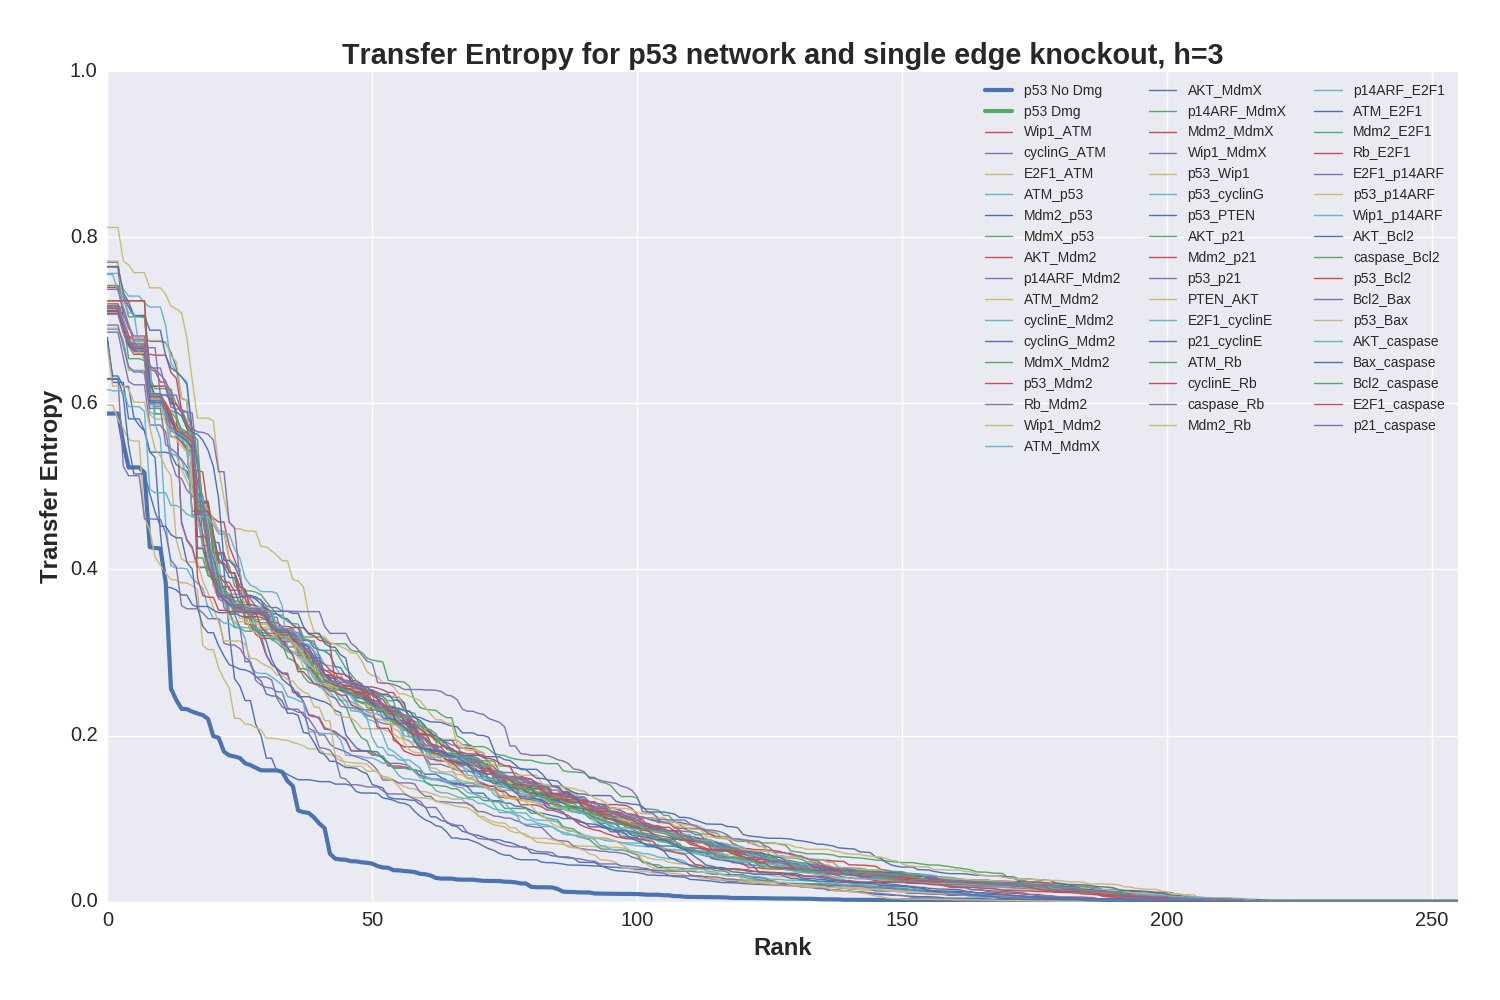 Transfer Entropy for p53 network and single edge knockout, h=3
Transfer Entropy
1.0
0.8
0.6
0.4
0.2
0.0
0
50
100
150
200
250
Rank
p53 No Dmg
p53 Dmg
Wip1_ATM
cyclinG_ATM
E2F1_ATM
ATM_p53
Mdm2_p53
MdmX_p53
AKT_Mdm2
p14ARF_Mdm2
ATM_Mdm2
cyclinE_Mdm2
cyclinG_Mdm2
MdmX_Mdm2
p53_Mdm2
Rb_Mdm2
Wip1_Mdm2
ATM_MdmX
AKT_MdmX
p14ARF_MdmX
Mdm2_MdmX
Wip1_MdmX
p53_Wip1
p53_cyclinG
p53_PTEN
AKT_p21
Mdm2_p21
p53_p21
PTEN_AKT
E2F1_cyclinE
p21_cyclinE
ATM_Rb
cyclinE_Rb
caspase_Rb
Mdm2_Rb
p14ARF_E2F1
ATM_E2F1
Mdm2_E2F1
Rb_E2F1
E2F1_p14ARF
p53_p14ARF
Wip1_p14ARF
AKT_Bcl2
caspase_Bcl2
p53_Bcl2
Bcl2_Bax
p53_Bax
AKT_caspase
Bax_caspase
Bcl2_caspase
E2F1_caspase
p21_caspase